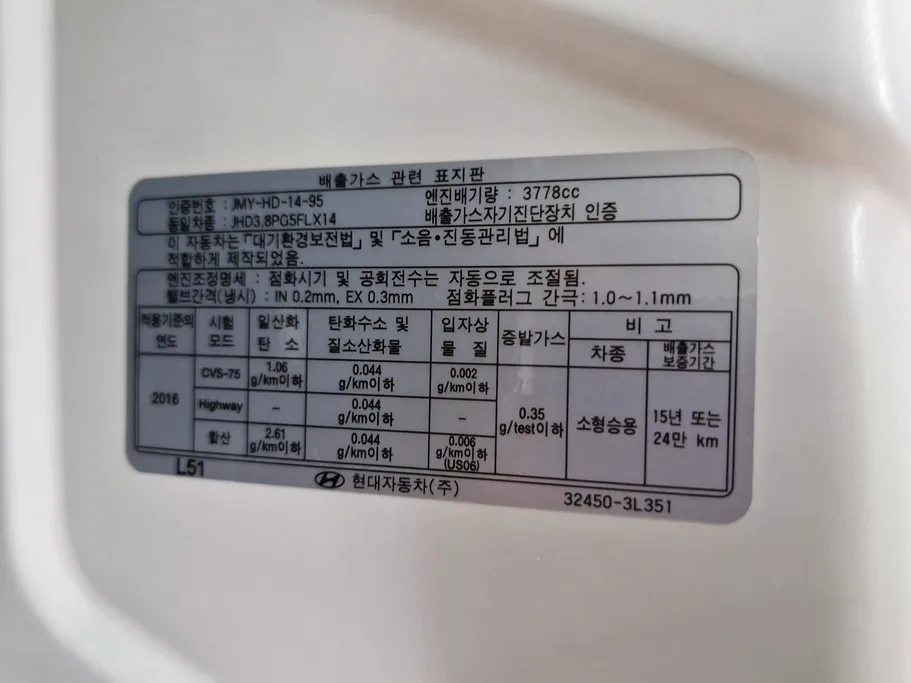 배출가스 관련 표지판
인증번호 : JMY-HD-14-95 엔진배기량 : 3778cc
동일차종 : JHD3.8PG5FLX14 배출가스자기진단장치 인증
이 자동차는「대기환경보전법」 및 「소음•진동관리법」에
적합하게 제작되었음.
엔진조정명세 : 점화시기 및 공회전수는 자동으로 조절됨.
밸브간격(냉시) : IN 0.2mm, EX 0.3mm 점화플러그 간극: 1.0~1.1mm
적용기준의 시험 일산화 탄화수소 및 입자상 증발가스 비 고
연도 모드 탄 소 질소산화물 물 질 차종 배출가스 보증기간
2016 CVS-75 1.06 g/km이하 0.044 g/km이하 0.002 g/km이하 0.35 g/test이하 소형승용 15년 또는 24만 km
Highway - 0.044 g/km이하 -
합산 2.61 g/km이하 0.044 g/km이하 0.006 g/km이하 (US06)
L51 현대자동차(주) 32450-3L351